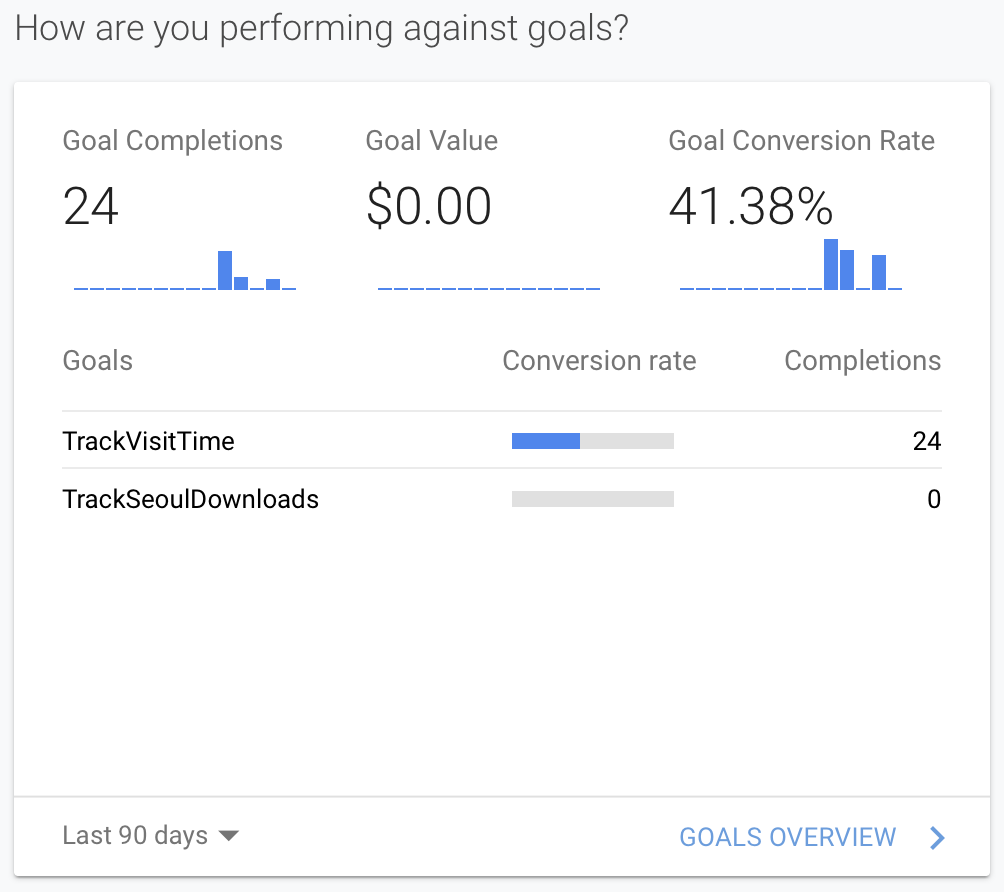 How are you performing against goals?
Goal Completions Goal Value Goal Conversion Rate
24 $0.00 41.38%
Goals Conversion rate Completions
TrackVisitTime 24
TrackSeoulDownloads 0
Last 90 days GOALS OVERVIEW